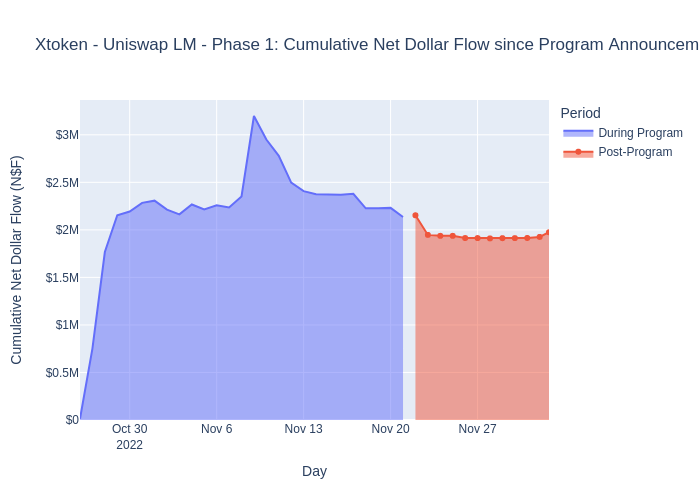 Xtoken - Uniswap LM - Phase 1: Cumulative Net Dollar Flow since Program Announcem
Period
During Program
Post-Program
Cumulative Net Dollar Flow (N$F)
$3M
$2.5M
$2M
$1.5M
$1M
$0.5M
$0
Oct 30
2022
Nov 6
Nov 13
Nov 20
Nov 27
Day